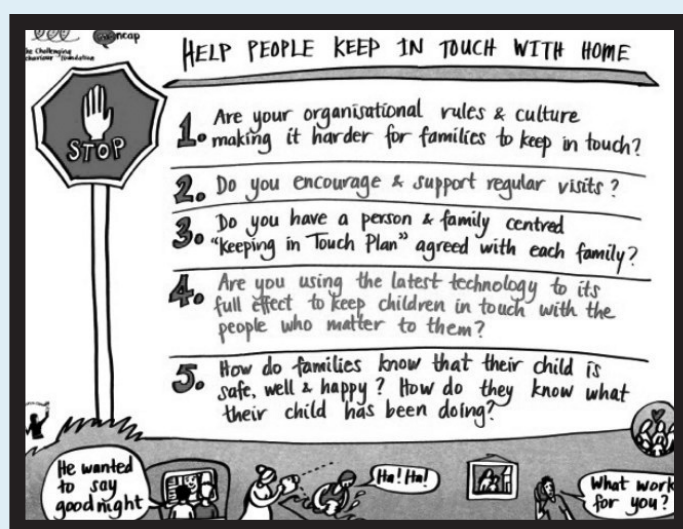 ncap
he Challenging
ehaviour Foundation
HELP PEOPLE KEEP IN TOUCH WITH HOME
STOP
1. Are your organisational rules & culture
making it harder for families to keep in touch?
2. Do you encourage & support regular visits?
3. Do you have a person & family centred
"Keeping in Touch Plan" agreed with each family?
4. Are you using the latest technology to its
full effect to keep children in touch with the
people who matter to them?
5. How do families know that their child is
safe, well & happy? How do they know what
their child has been doing?
He wanted
to say
goodnight
Ha! Ha!
What work
for you?